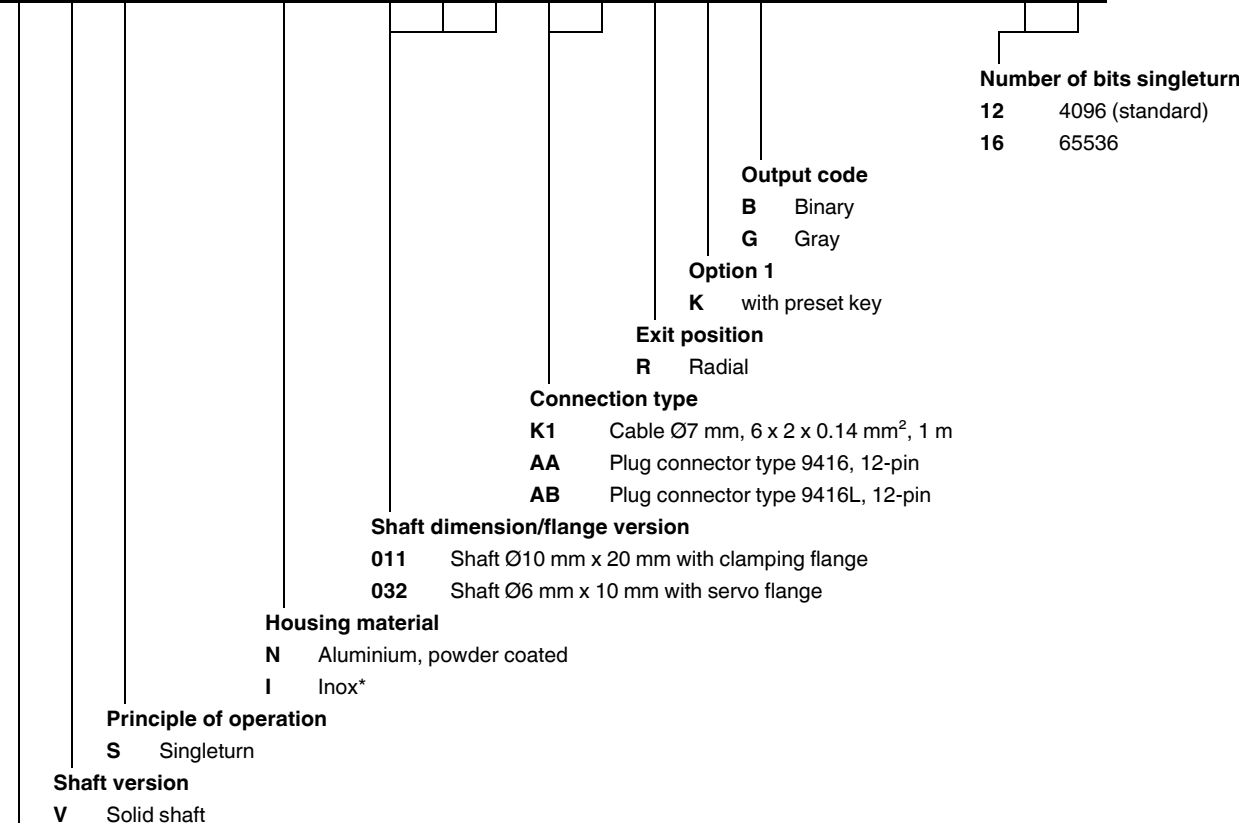 Number of bits singleturn
12 4096 (standard)
16 65536
Output code
B Binary
G Gray
Option 1
K with preset key
Exit position
R Radial
Connection type
K1 Cable Ø7 mm, 6 x 2 x 0.14 mm², 1 m
AA Plug connector type 9416, 12-pin
AB Plug connector type 9416L, 12-pin
Shaft dimension/flange version
011 Shaft Ø10 mm x 20 mm with clamping flange
032 Shaft Ø6 mm x 10 mm with servo flange
Housing material
N Aluminium, powder coated
I Inox*
Principle of operation
S Singleturn
Shaft version
V Solid shaft